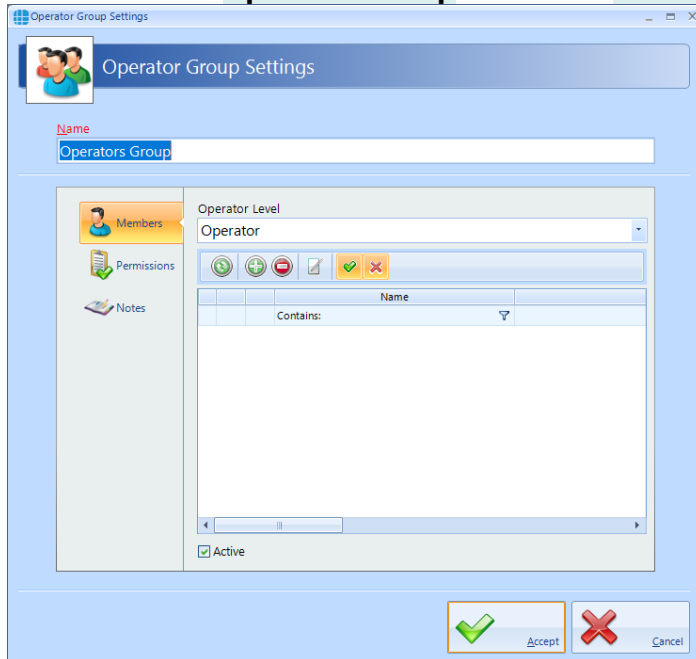 Operator Group Settings
Operator Group Settings
Name
Operators Group
Members
Permissions
Notes
Operator Level
Operator
Name
Contains:
Active
Accept
Cancel